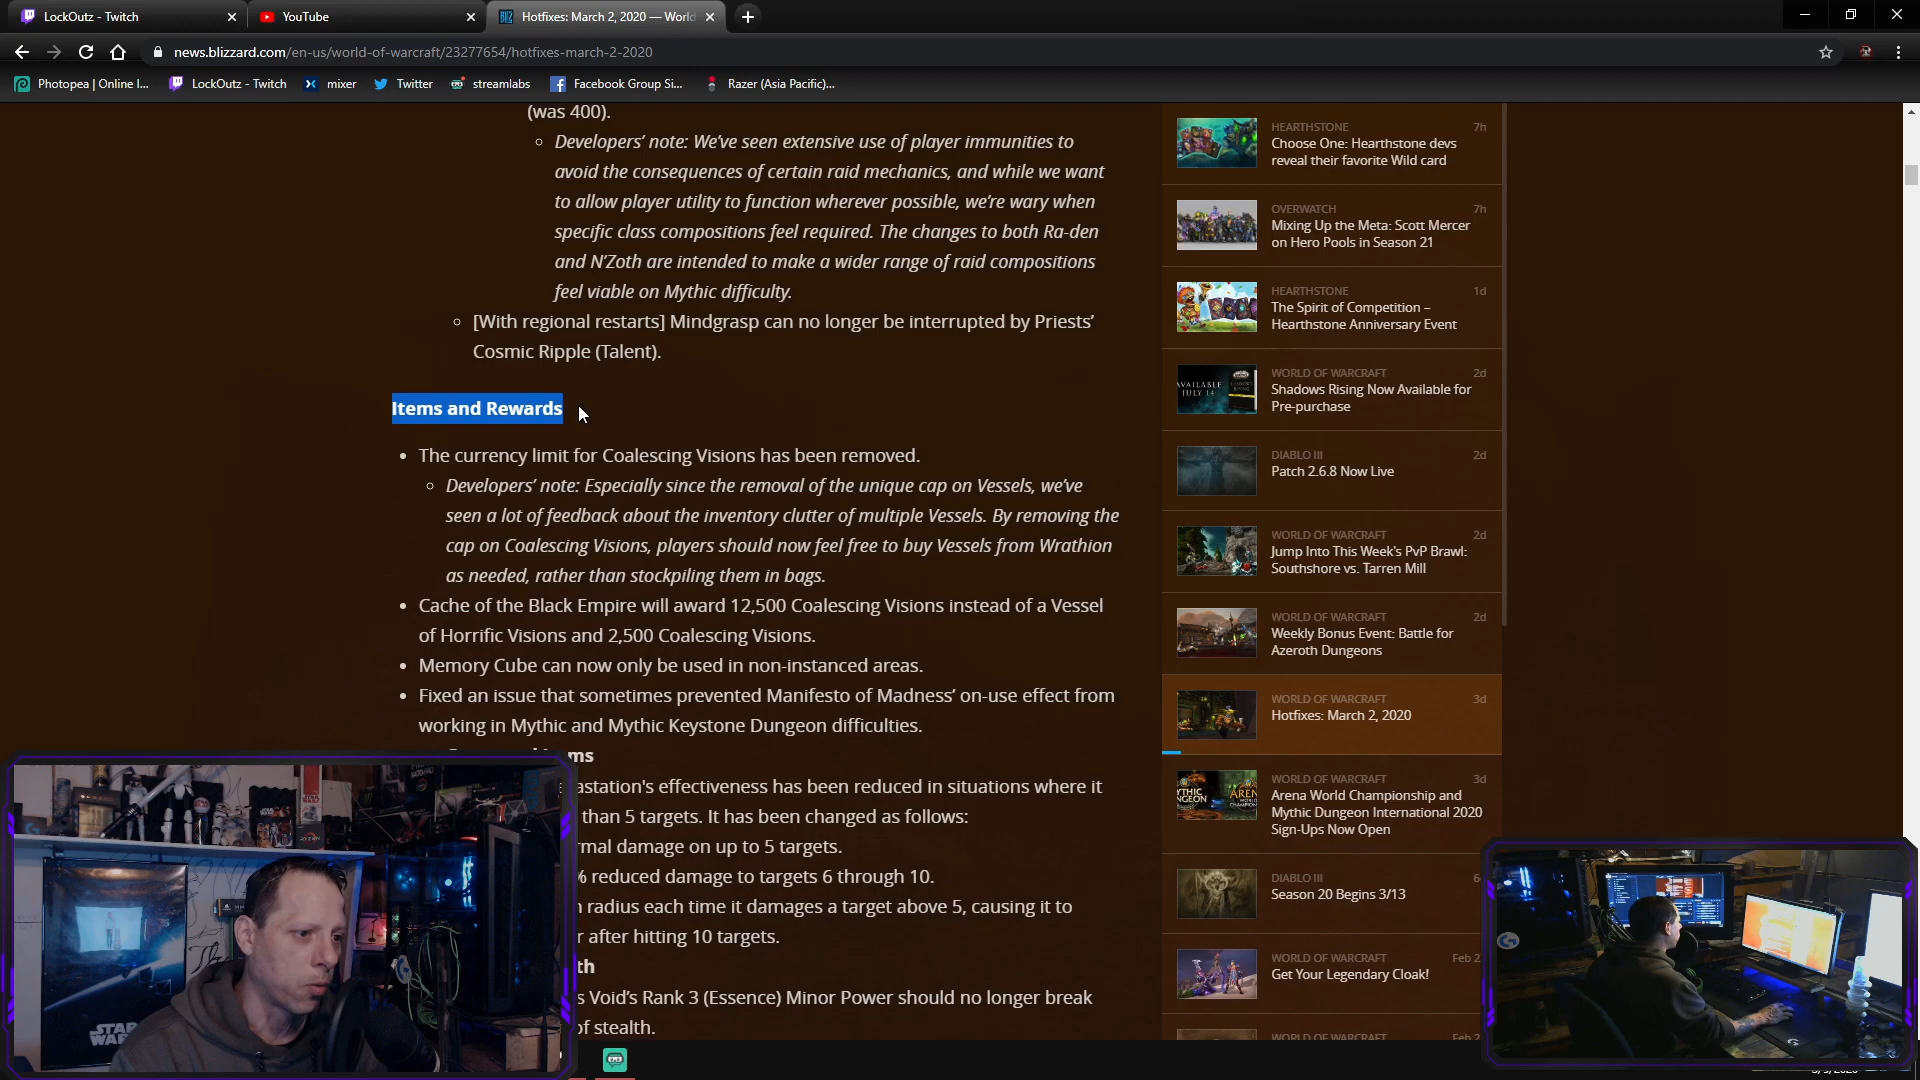 LockOutz - Twitch
YouTube
Hotfixes: March 2, 2020 — World
news.blizzard.com/en-us/world-of-warcraft/23277654/hotfixes-march-2-2020
Photopea | Online I...
LockOutz - Twitch
mixer
Twitter
streamlabs
Facebook Group Si...
Razer (Asia Pacific)...
(was 400).
Developers’ note: We’ve seen extensive use of player immunities to
avoid the consequences of certain raid mechanics, and while we want
to allow player utility to function wherever possible, we’re wary when
specific class compositions feel required. The changes to both Ra-den
and N’Zoth are intended to make a wider range of raid compositions
feel viable on Mythic difficulty.
[With regional restarts] Mindgrasp can no longer be interrupted by Priests’
Cosmic Ripple (Talent).
Items and Rewards
The currency limit for Coalescing Visions has been removed.
Developers’ note: Especially since the removal of the unique cap on Vessels, we’ve
seen a lot of feedback about the inventory clutter of multiple Vessels. By removing the
cap on Coalescing Visions, players should now feel free to buy Vessels from Wrathion
as needed, rather than stockpiling them in bags.
Cache of the Black Empire will award 12,500 Coalescing Visions instead of a Vessel
of Horrific Visions and 2,500 Coalescing Visions.
Memory Cube can now only be used in non-instanced areas.
Fixed an issue that sometimes prevented Manifesto of Madness’ on-use effect from
working in Mythic and Mythic Keystone Dungeon difficulties.
ms
astation's effectiveness has been reduced in situations where it
than 5 targets. It has been changed as follows:
rmal damage on up to 5 targets.
% reduced damage to targets 6 through 10.
radius each time it damages a target above 5, causing it to
r after hitting 10 targets.
th
s Void’s Rank 3 (Essence) Minor Power should no longer break
of stealth.
HEARTHSTONE 7h
Choose One: Hearthstone devs
reveal their favorite Wild card
OVERWATCH 7h
Mixing Up the Meta: Scott Mercer
on Hero Pools in Season 21
HEARTHSTONE 1d
The Spirit of Competition –
Hearthstone Anniversary Event
WORLD OF WARCRAFT 2d
Shadows Rising Now Available for
Pre-purchase
AVAILABLE
JULY 14
DIABLO III 2d
Patch 2.6.8 Now Live
WORLD OF WARCRAFT 2d
Jump Into This Week's PvP Brawl:
Southshore vs. Tarren Mill
WORLD OF WARCRAFT 2d
Weekly Bonus Event: Battle for
Azeroth Dungeons
WORLD OF WARCRAFT 3d
Hotfixes: March 2, 2020
WORLD OF WARCRAFT 3d
Arena World Championship and
Mythic Dungeon International 2020
Sign-Ups Now Open
DIABLO III 6
Season 20 Begins 3/13
WORLD OF WARCRAFT Feb 2
Get Your Legendary Cloak!
WORLD OF WARCRAFT Feb 2
STAR
WAR